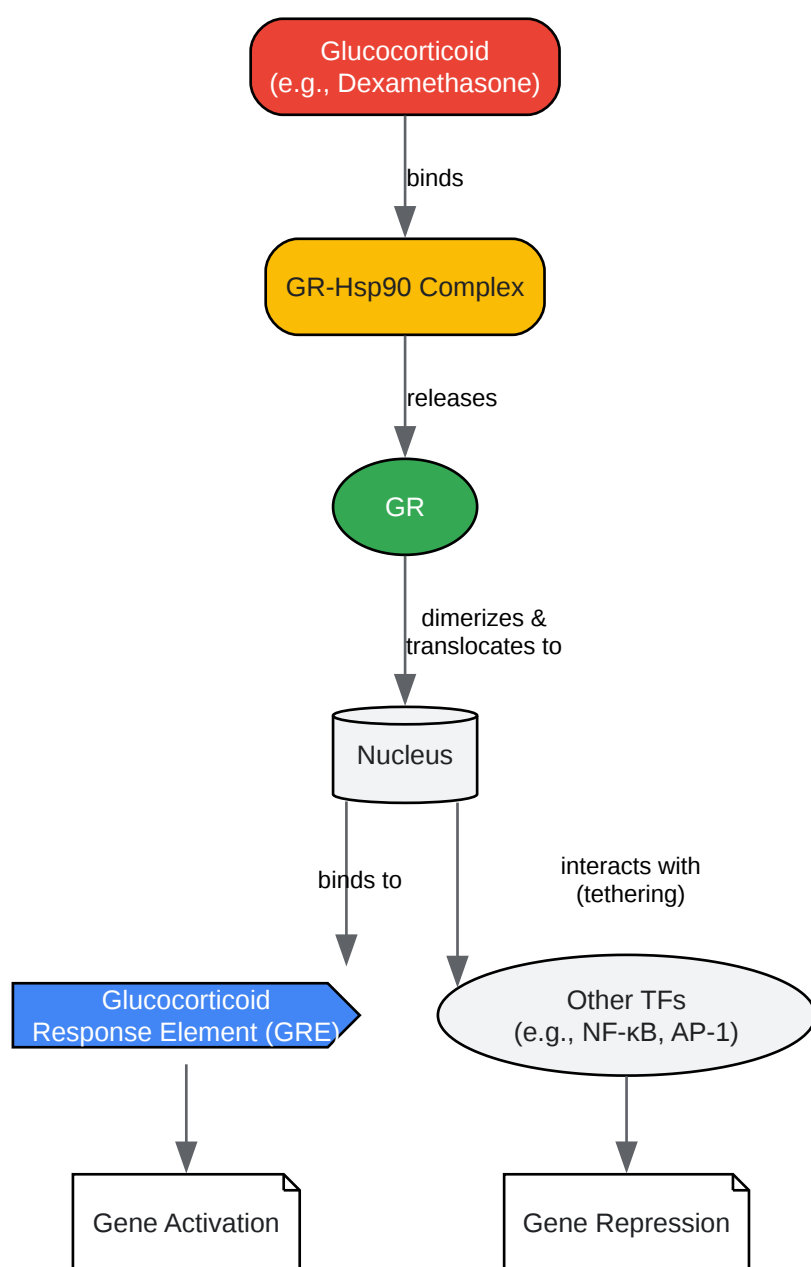 Glucocorticoid
(e.g., Dexamethasone)
binds
GR-Hsp90 Complex
releases
GR
dimerizes &
translocates to
Nucleus
binds to
interacts with
(tethering)
Glucocorticoid
Response Element (GRE)
Other TFs
(e.g., NF-κB, AP-1)
Gene Activation
Gene Repression